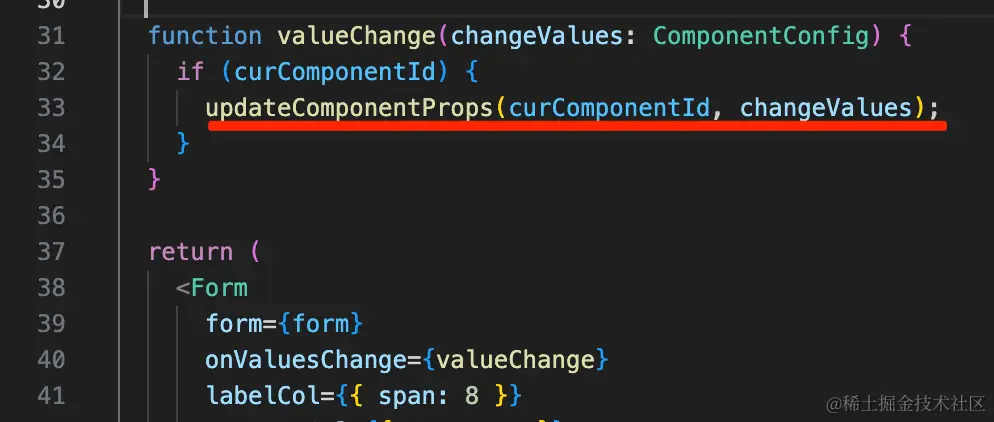 30
31 function valueChange(changeValues: ComponentConfig) {
32 if (curComponentId) {
33 updateComponentProps(curComponentId, changeValues);
34 }
35 }
36
37 return (
38 <Form
39 form={form}
40 onValuesChange={valueChange}
41 labelCol={{ span: 8 }}
@稀土掘金技术社区